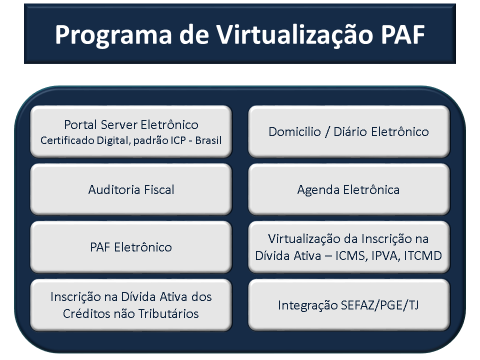 Programa de Virtualização PAF
Portal Server Eletrônico
Certificado Digital, padrão ICP - Brasil
Domicilio / Diário Eletrônico
Auditoria Fiscal
Agenda Eletrônica
PAF Eletrônico
Virtualização da Inscrição na
Dívida Ativa – ICMS, IPVA, ITCMD
Inscrição na Dívida Ativa dos
Créditos não Tributários
Integração SEFAZ/PGE/TJ